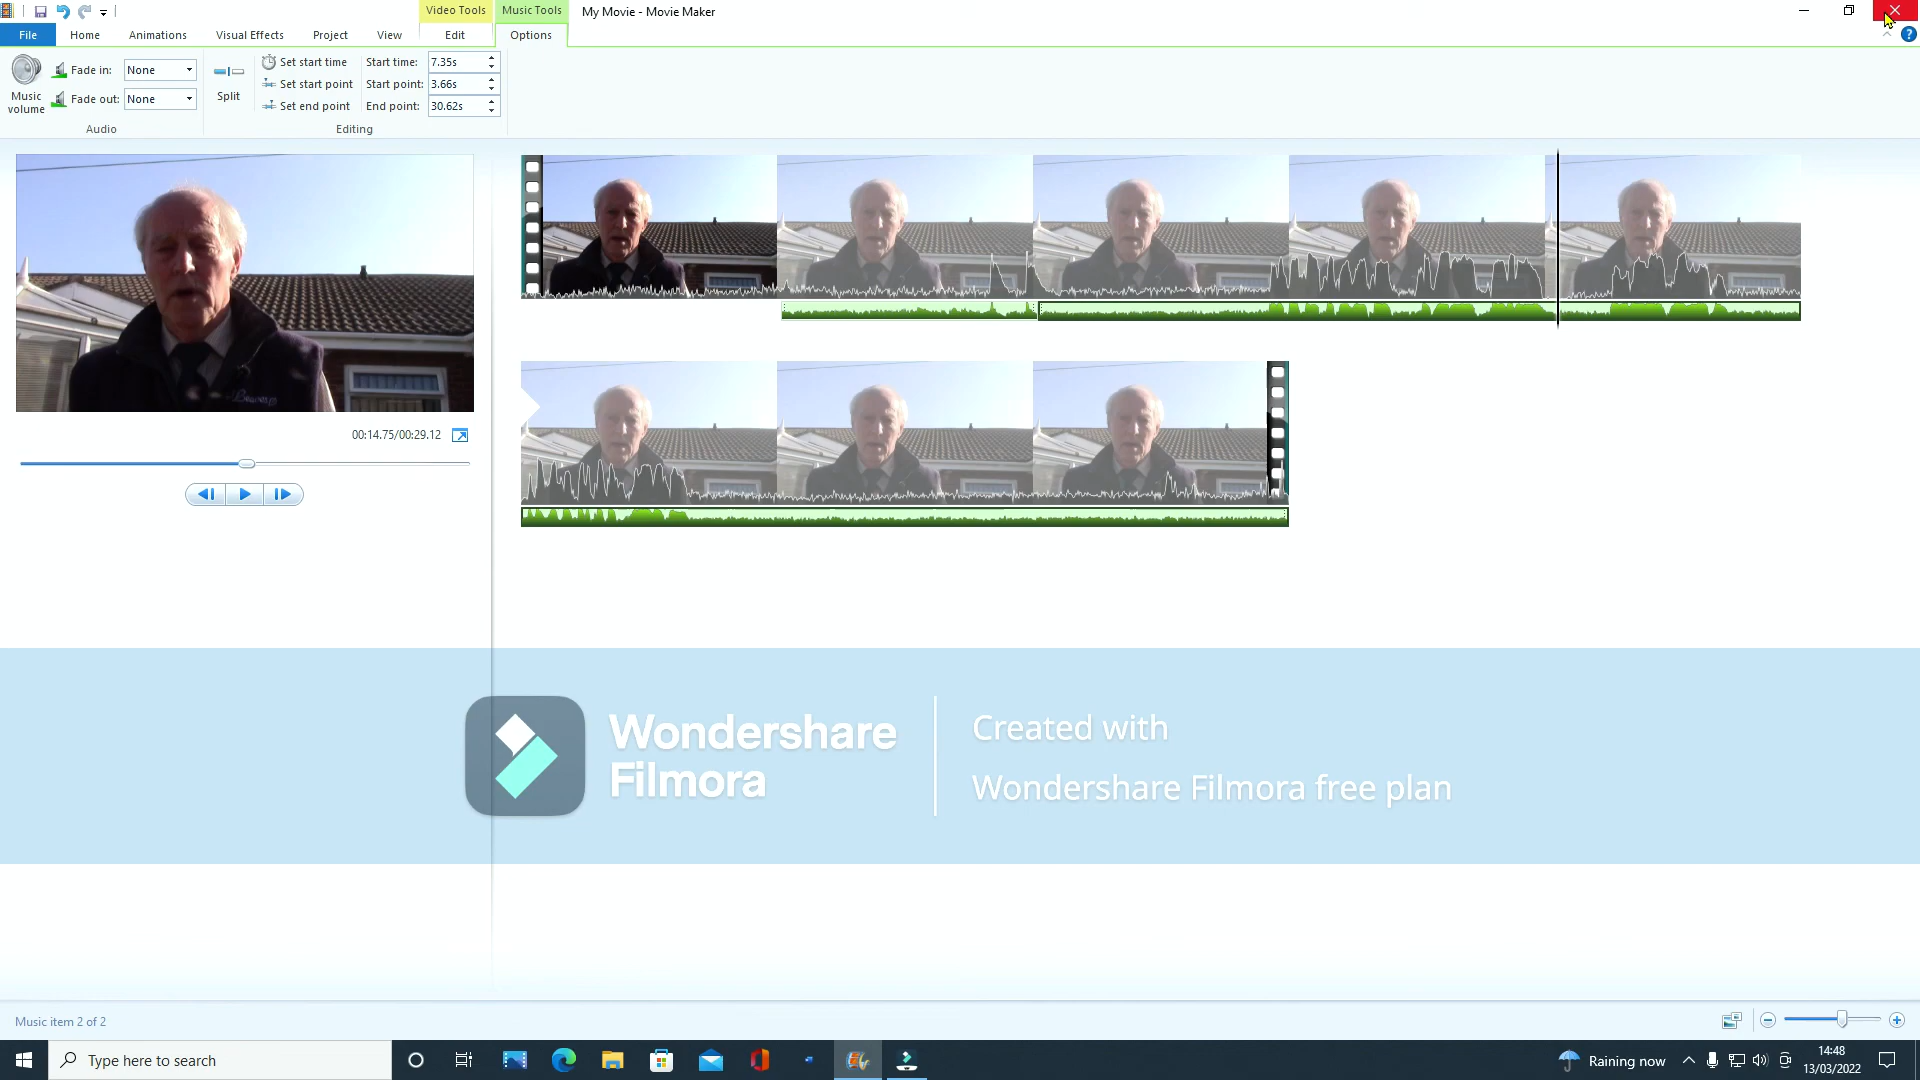 Video Tools
Music Tools
My Movie - Movie Maker
File
Home
Animations
Visual Effects
Project
View
Edit
Options
Music volume
Fade in:
None
Fade out:
None
Audio
Split
Set start time
Start time:
7.35s
Set start point
Start point:
3.66s
Set end point
End point:
30.62s
Editing
00:14.75/00:29.12
Wondershare
Filmora
Created with
Wondershare Filmora free plan
Music item 2 of 2
Type here to search
Raining now
14:48
13/03/2022